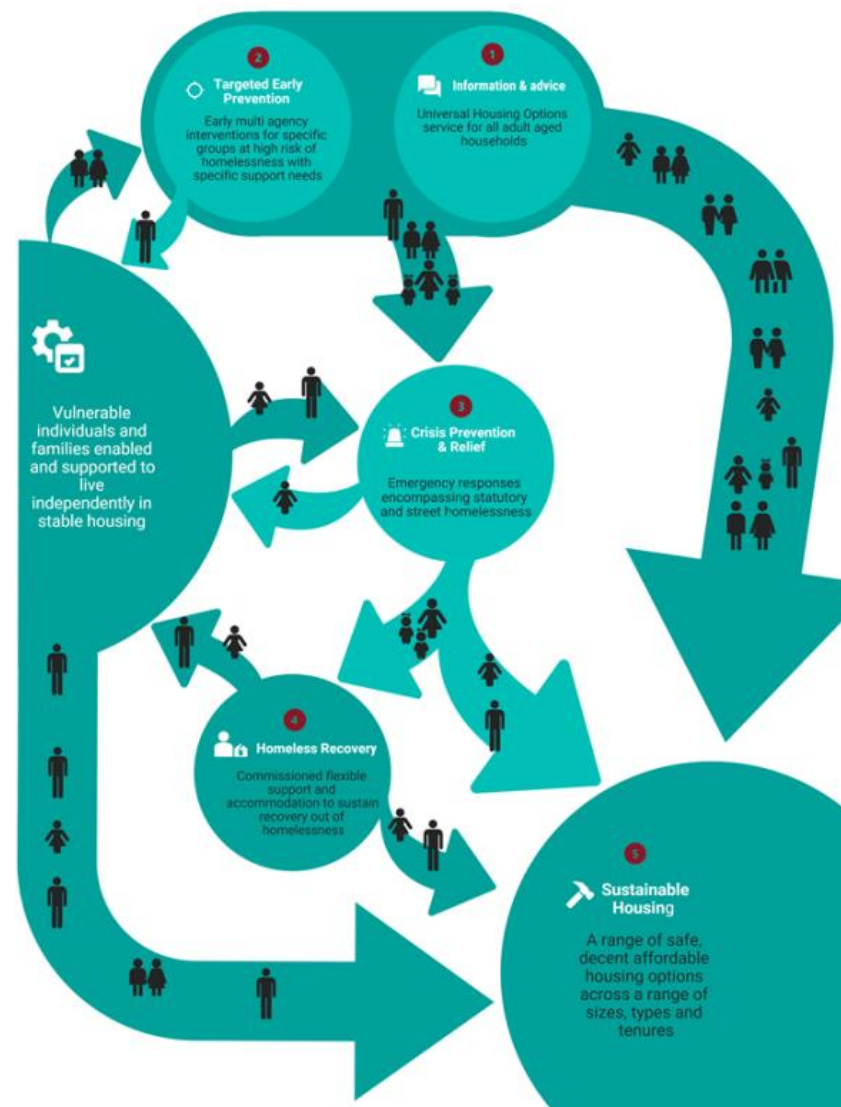 2
Targeted Early
Prevention
Early multi agency
interventions for specific
groups at high risk of
homelessness with
specific support needs
1
Information & advice
Universal Housing Options
service for all adult aged
households
Vulnerable
individuals and
families enabled
and supported to
live
independently in
stable housing
3
Crisis Prevention
& Relief
Emergency responses
encompassing statutory
and street homelessness
4
Homeless Recovery
Commissioned flexible
support and
accommodation to sustain
recovery out of
homelessness
5
Sustainable
Housing
A range of safe,
decent affordable
housing options
across a range of
sizes, types and
tenures